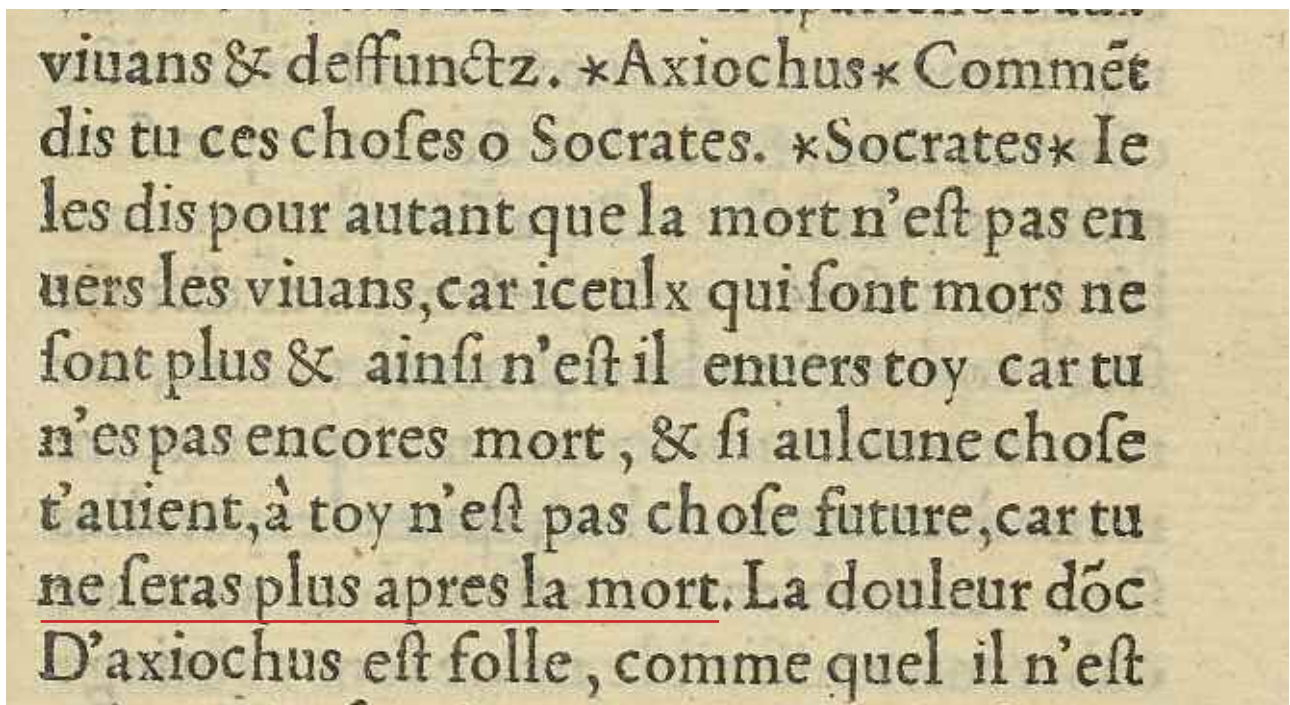 viuans & deffunctz. *Axiochus* Commēt
dis tu ces choſes o Socrates. *Socrates* Ie
les dis pour autant que la mort n'eſt pas en
uers les viuans, car iceulx qui ſont mors ne
ſont plus & ainſi n'eſt il enuers toy car tu
n'es pas encores mort, & ſi aulcune choſe
t'auient, à toy n'eſt pas choſe future, car tu
ne ſeras plus apres la mort. La douleur dōc
D'axiochus eſt folle, comme quel il n'eſt